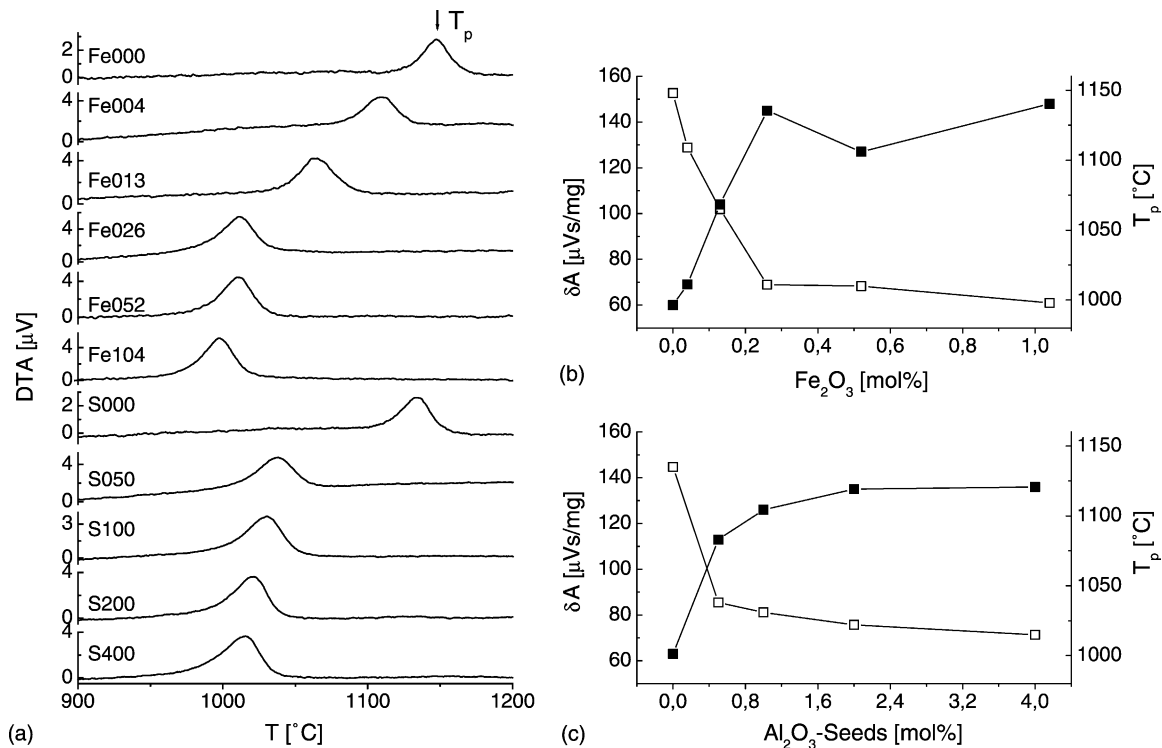 T_p
Fe000
2
0
Fe004
4
0
Fe013
4
0
Fe026
4
0
Fe052
4
0
Fe104
4
0
S000
2
0
S050
4
0
S100
3
0
S200
4
0
S400
4
0
DTA [µV]
900 1000 1100 1200
T [˚C]
(a)
160
140
120
100
80
60
δA [µVs/mg]
1150
1100
1050
1000
T_p [˚C]
0,0 0,2 0,4 0,6 0,8 1,0
Fe₂O₃ [mol%]
(b)
160
140
120
100
80
60
δA [µVs/mg]
1150
1100
1050
1000
T_p [˚C]
0,0 0,8 1,6 2,4 3,2 4,0
Al₂O₃-Seeds [mol%]
(c)